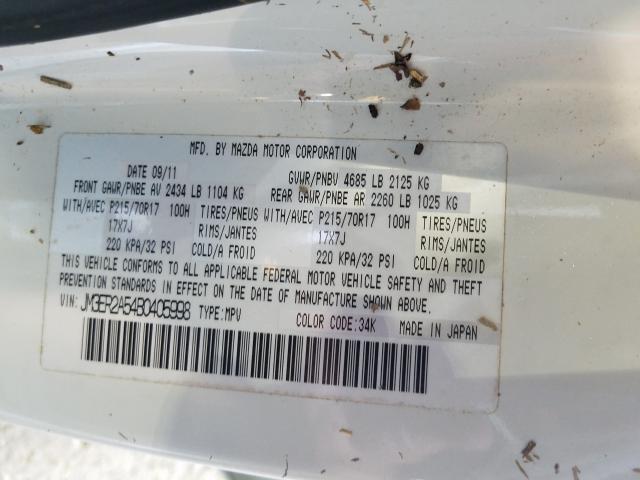 MFD. BY MAZDA MOTOR CORPORATION
DATE 09/11 GVWR/PNBV 4685 LB 2125 KG
FRONT GAWR/PNBE AV 2434 LB 1104 KG REAR GAWR/PNBE AR 2260 LB 1025 KG
WITH/AVEC P215/70R17 100H TIRES/PNEUS WITH/AVEC P215/70R17 100H TIRES/PNEUS
17X7J RIMS/JANTES 17X7J RIMS/JANTES
220 KPA/32 PSI COLD/A FROID 220 KPA/32 PSI COLD/A FROID
THIS VEHICLE CONFORMS TO ALL APPLICABLE FEDERAL MOTOR VEHICLE SAFETY AND THEFT
PREVENTION STANDARDS IN EFFECT ON THE DATE OF MANUFACTURE SHOWN ABOVE.
VIN: JM3ER2A54B0405998 TYPE:MPV COLOR CODE:34K MADE IN JAPAN